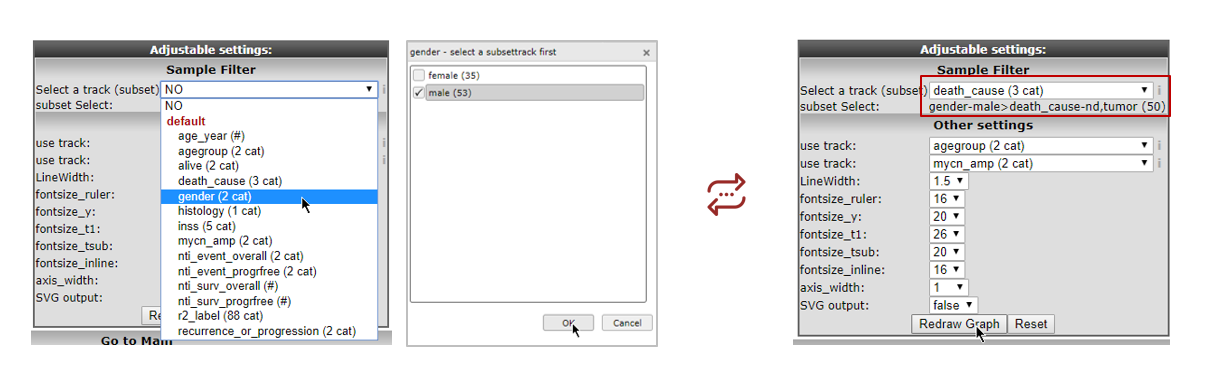 Adjustable settings:
Sample Filter
Select a track (subset) NO
subset Select: NO
default
age_year (#)
agegroup (2 cat)
use track:
alive (2 cat)
use track:
death_cause (3 cat)
LineWidth:
gender (2 cat)
fontsize_ruler:
histology (1 cat)
fontsize_y:
inss (5 cat)
fontsize_t1:
mycn_amp (2 cat)
fontsize_tsub:
nti_event_overall (2 cat)
fontsize_inline:
nti_event_progrfree (2 cat)
axis_width:
nti_surv_overall (#)
SVG output:
nti_surv_progrfree (#)
Re
r2_label (88 cat)
recurrence_or_progression (2 cat)
Go to Main
gender - select a subsettrack first
female (35)
male (53)
OK Cancel
Adjustable settings:
Sample Filter
Select a track (subset) death_cause (3 cat)
subset Select: gender-male>death_cause-nd,tumor (50)
Other settings
use track: agegroup (2 cat)
use track: mycn_amp (2 cat)
LineWidth: 1.5
fontsize_ruler: 16
fontsize_y: 20
fontsize_t1: 26
fontsize_tsub: 20
fontsize_inline: 16
axis_width: 1
SVG output: false
Redraw Graph Reset